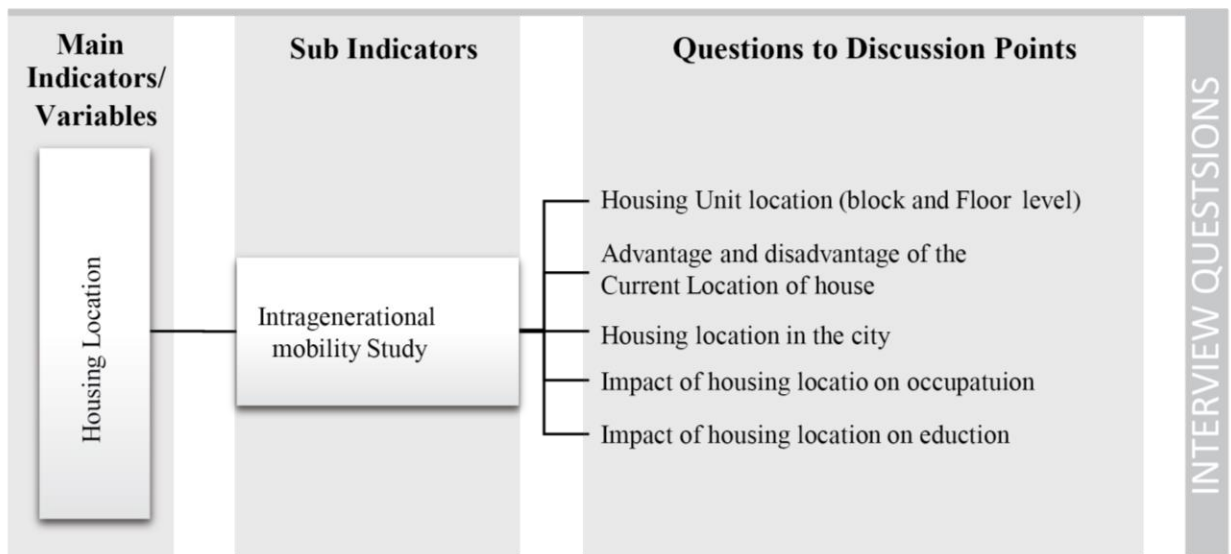 Main
Indicators/
Variables
Sub Indicators
Questions to Discussion Points
Housing Location
Intragenerational
mobility Study
Housing Unit location (block and Floor level)
Advantage and disadvantage of the
Current Location of house
Housing location in the city
Impact of housing locatio on occupatuion
Impact of housing location on eduction
INTERVIEW QUESTSIONS